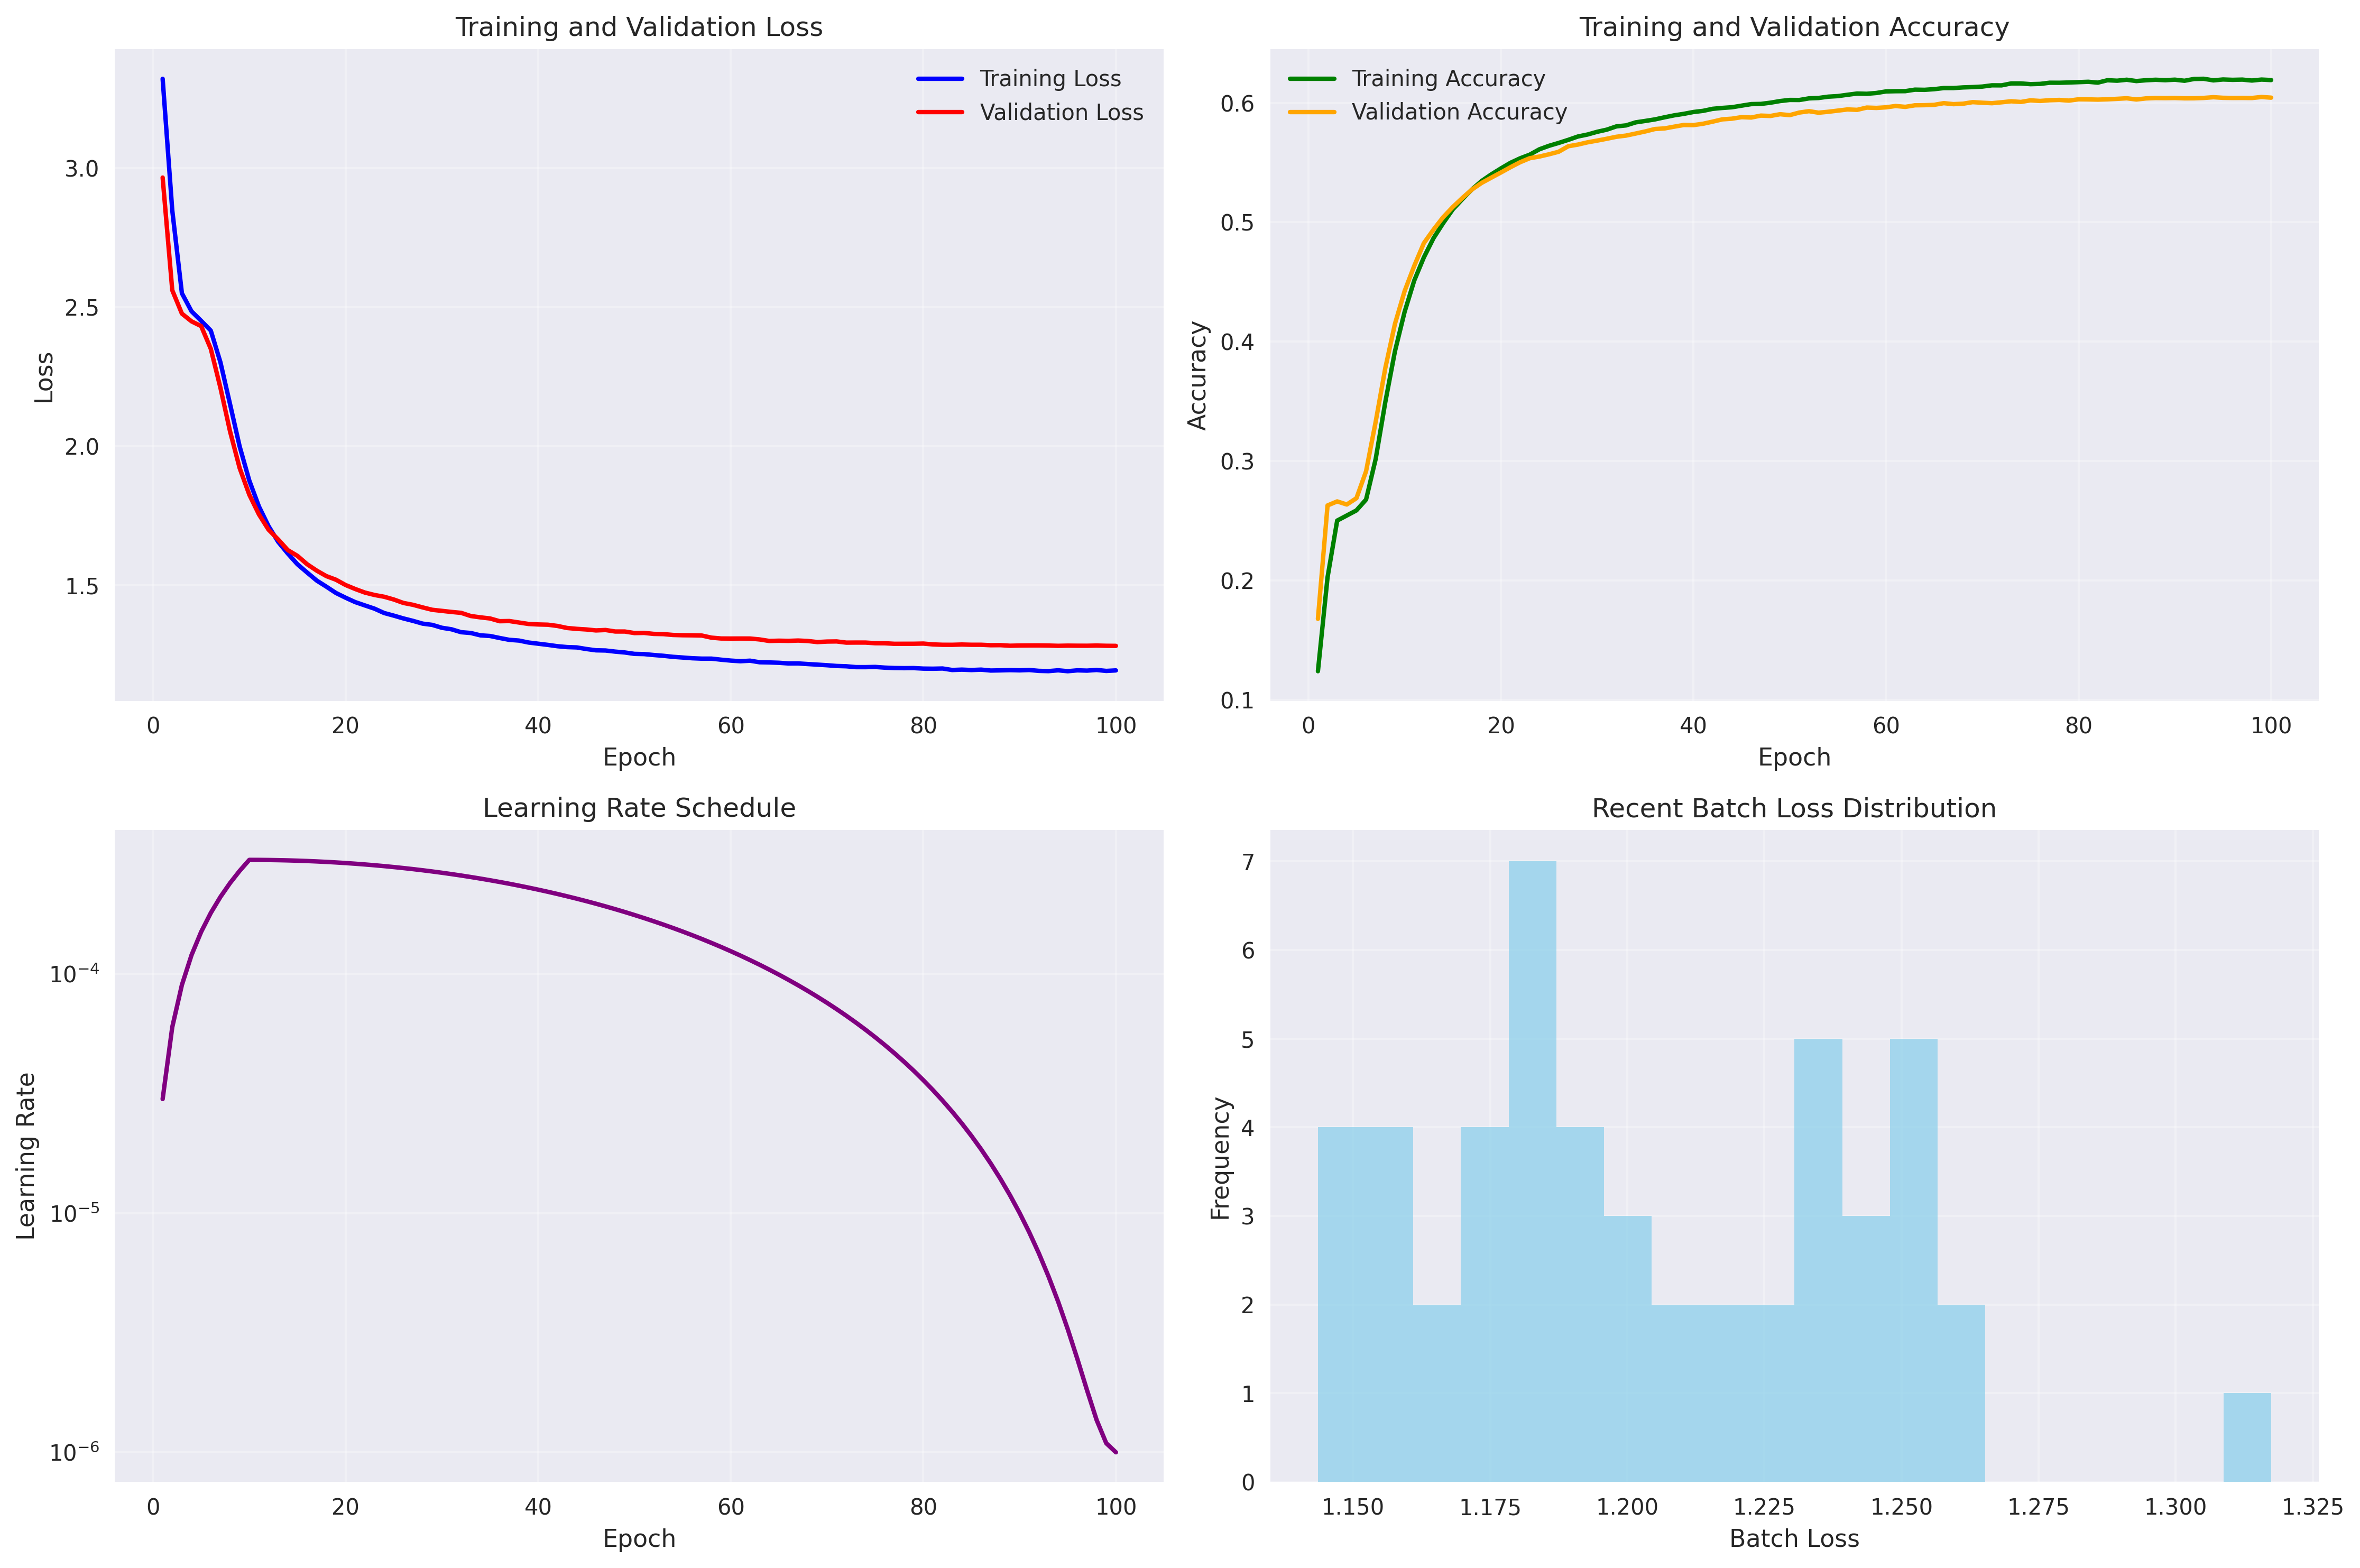 Training and Validation Loss
Training Loss
Validation Loss
3.0
2.5
2.0
1.5
Loss
0 20 40 60 80 100
Epoch
Training and Validation Accuracy
Training Accuracy
Validation Accuracy
0.6
0.5
0.4
0.3
0.2
0.1
Accuracy
0 20 40 60 80 100
Epoch
Learning Rate Schedule
10⁻⁴
10⁻⁵
10⁻⁶
Learning Rate
0 20 40 60 80 100
Epoch
Recent Batch Loss Distribution
7
6
5
4
3
2
1
0
Frequency
1.150 1.175 1.200 1.225 1.250 1.275 1.300 1.325
Batch Loss